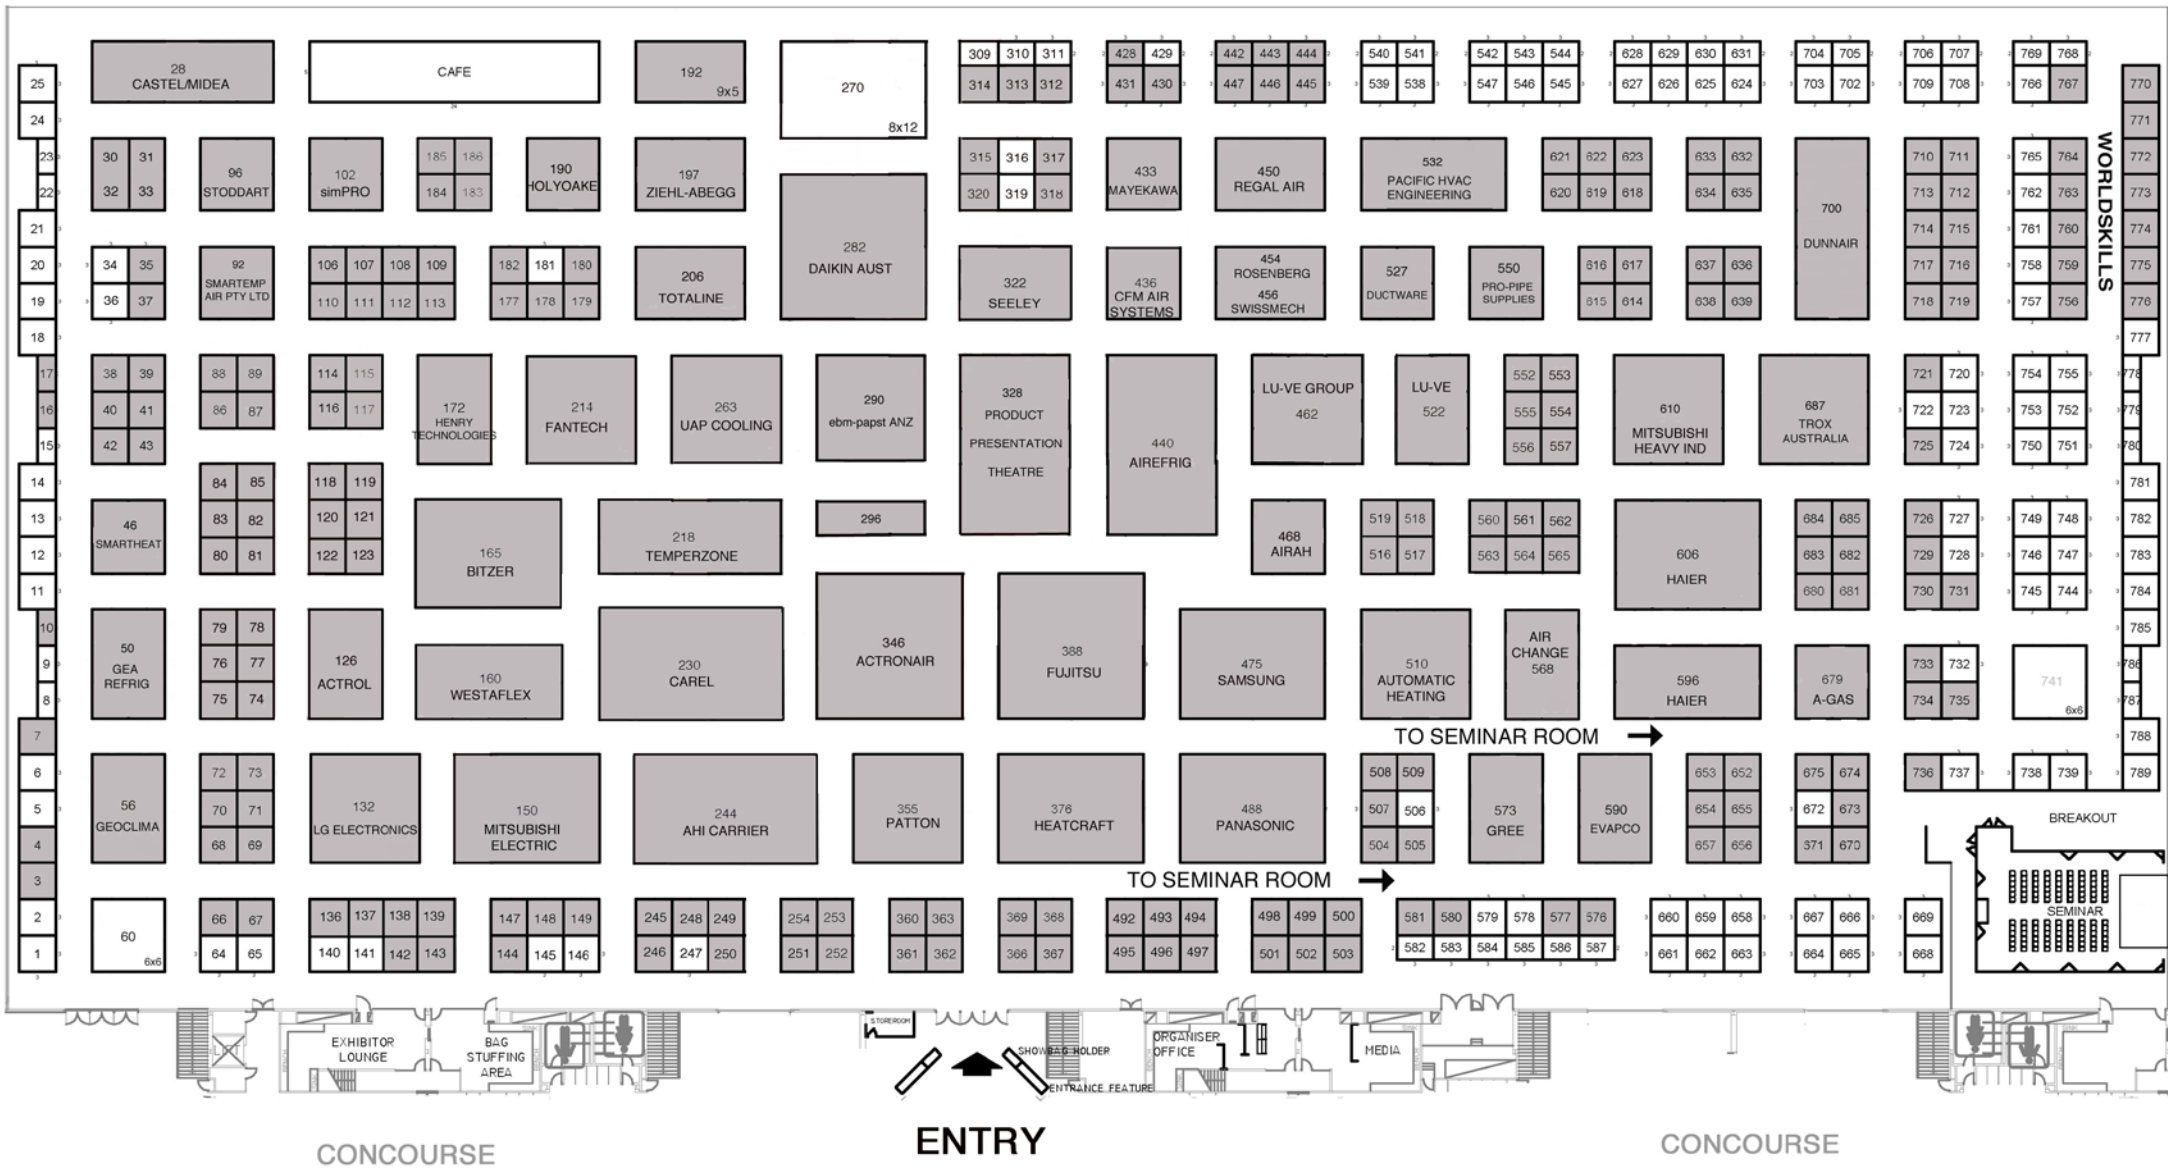 28
CASTEL/MIDEA
CAFE
192
9x5
270
8x12
309 310 311
314 313 312
428 429
431 430
442 443 444
447 446 445
540 541
539 538
542 543 544
547 546 545
628 629 630 631
627 626 625 624
704 705
703 702
706 707
709 708
769 768
766 767
25
24
23
22
21
20
19
18
17
16
15
14
13
12
11
10
9
8
7
6
5
4
3
2
1
30 31
32 33
96
STODDART
102
simPRO
185 186
184 183
190
HOLYOAKE
197
ZIEHL-ABEGG
282
DAIKIN AUST
315 316 317
320 319 318
433
MAYEKAWA
450
REGAL AIR
532
PACIFIC HVAC
ENGINEERING
621 622 623
620 619 618
633 632
634 635
700
DUNNAIR
710 711
713 712
714 715
717 716
718 719
765 764
762 763
761 760
758 759
757 756
WORLDSKILLS
770
771
772
773
774
775
776
777
778
779
780
781
782
783
784
785
786
787
788
789
34 35
36 37
92
SMARTEMP
AIR PTY LTD
106 107 108 109
110 111 112 113
182 181 180
177 178 179
206
TOTALINE
322
SEELEY
436
CFM AIR
SYSTEMS
454
ROSENBERG
456
SWISSMECH
527
DUCTWARE
550
PRO-PIPE
SUPPLIES
616 617
615 614
637 636
638 639
38 39
40 41
42 43
88 89
86 87
114 115
116 117
172
HENRY
TECHNOLOGIES
214
FANTECH
263
UAP COOLING
290
ebm-papst ANZ
328
PRODUCT
PRESENTATION
THEATRE
440
AIREFRIG
LU-VE GROUP
462
LU-VE
522
552 553
555 554
556 557
610
MITSUBISHI
HEAVY IND
687
TROX
AUSTRALIA
721 720
722 723
725 724
754 755
753 752
750 751
84 85
83 82
80 81
118 119
120 121
122 123
46
SMARTHEAT
165
BITZER
218
TEMPERZONE
296
468
AIRAH
519 518
516 517
560 561 562
563 564 565
606
HAIER
684 685
683 682
680 681
726 727
729 728
730 731
749 748
746 747
745 744
50
GEA
REFRIG
79 78
76 77
75 74
126
ACTROL
160
WESTAFLEX
230
CAREL
346
ACTRONAIR
388
FUJITSU
475
SAMSUNG
510
AUTOMATIC
HEATING
AIR
CHANGE
568
596
HAIER
679
A-GAS
733 732
734 735
741
6x6
TO SEMINAR ROOM
56
GEOCLIMA
72 73
70 71
68 69
132
LG ELECTRONICS
150
MITSUBISHI
ELECTRIC
244
AHI CARRIER
355
PATTON
376
HEATCRAFT
488
PANASONIC
508 509
507 506
504 505
573
GREE
590
EVAPCO
653 652
654 655
657 656
675 674
672 673
371 670
736 737
738 739
BREAKOUT
TO SEMINAR ROOM
60
6x6
66 67
64 65
136 137 138 139
140 141 142 143
147 148 149
144 145 146
245 248 249
246 247 250
254 253
251 252
360 363
361 362
369 368
366 367
492 493 494
495 496 497
498 499 500
501 502 503
581 580 579 578 577 576
582 583 584 585 586 587
660 659 658
661 662 663
667 666
664 665
669
668
SEMINAR
EXHIBITOR
LOUNGE
BAG
STUFFING
AREA
STOREROOM
SHOWBAG HOLDER
ENTRANCE FEATURE
ORGANISER
OFFICE
MEDIA
ENTRY
CONCOURSE
CONCOURSE